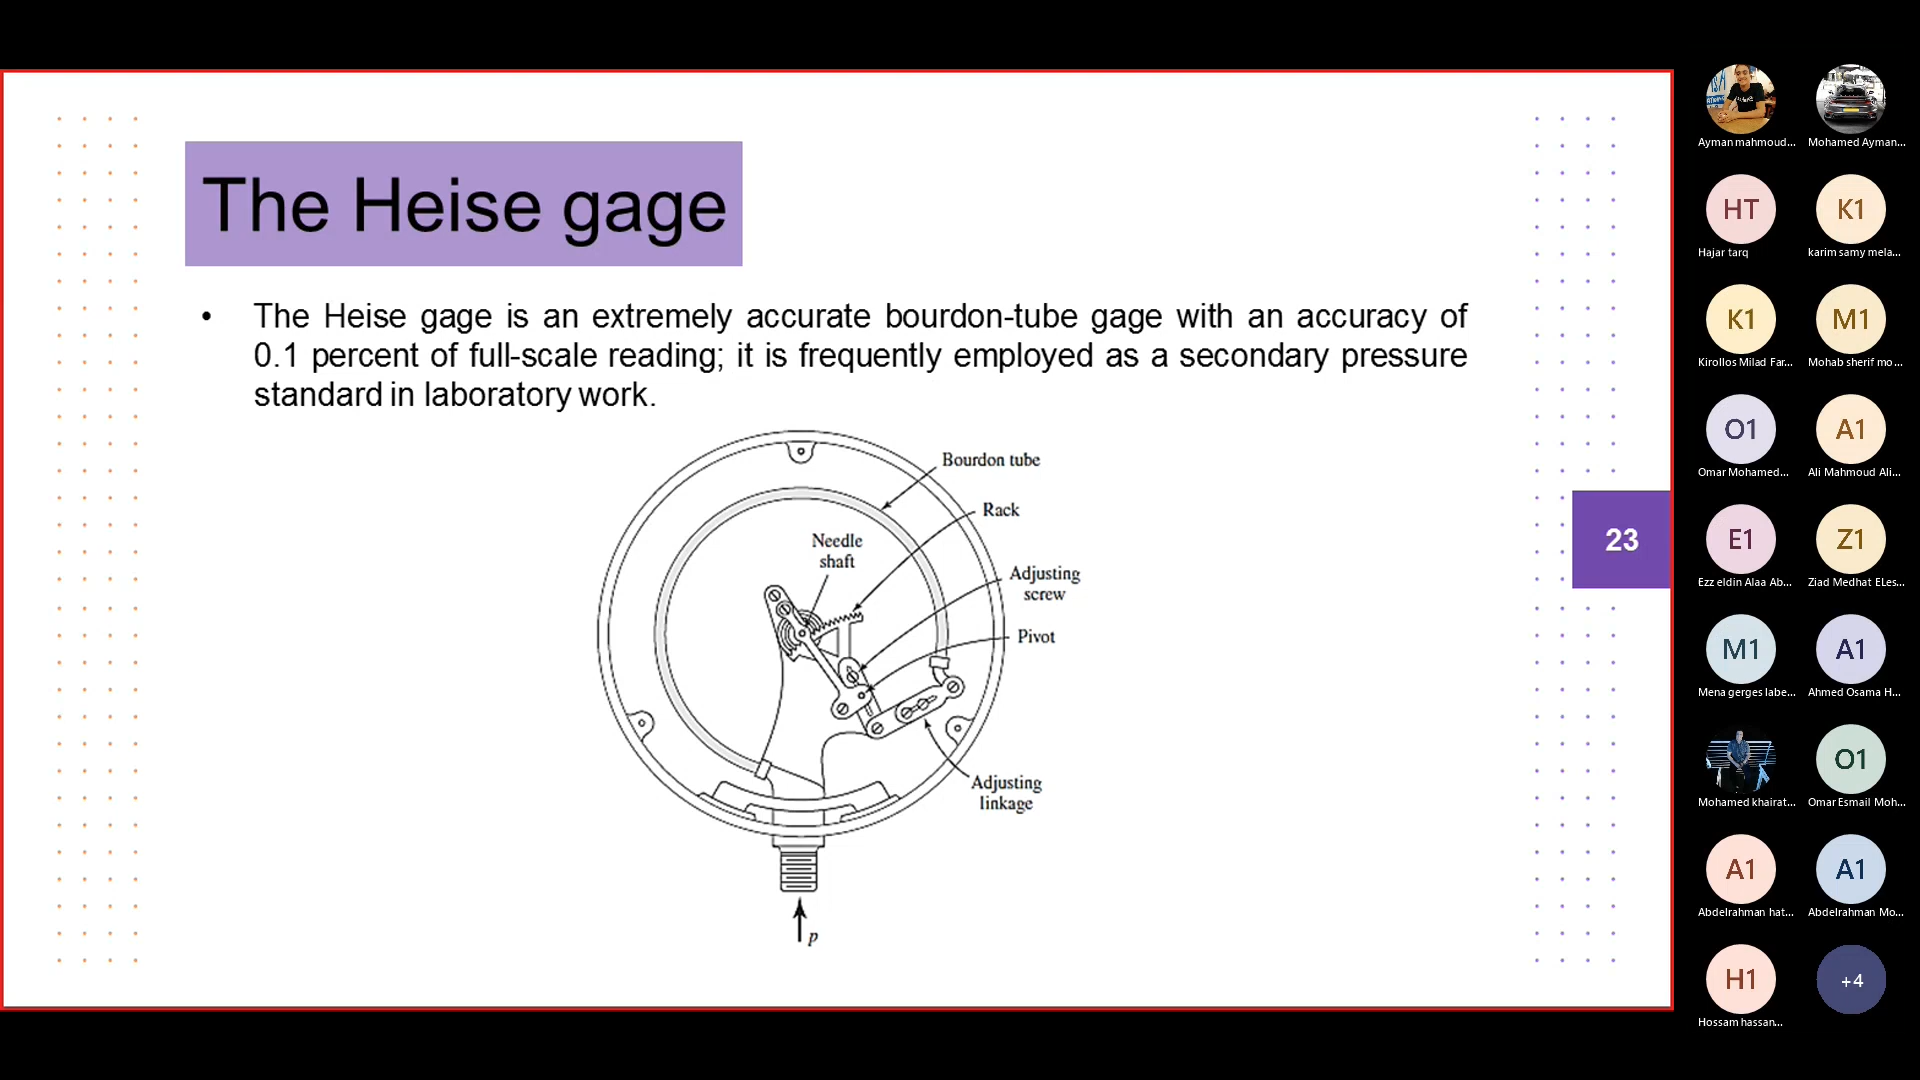 The Heise gage
• The Heise gage is an extremely accurate bourdon-tube gage with an accuracy of
0.1 percent of full-scale reading; it is frequently employed as a secondary pressure
standard in laboratory work.
Bourdon tube
Rack
Needle
shaft
Adjusting
screw
Pivot
Adjusting
linkage
p
23
Ayman mahmoud...
Mohamed Ayman...
HT
Hajar tarq
K1
karim samy mela...
K1
Kirollos Milad Far...
M1
Mohab sherif mo...
O1
Omar Mohamed...
A1
Ali Mahmoud Ali...
E1
Ezz eldin Alaa Ab...
Z1
Ziad Medhat ELes...
M1
Mena gerges labe...
A1
Ahmed Osama H...
Mohamed khairat...
O1
Omar Esmail Moh...
A1
Abdelrahman hat...
A1
Abdelrahman Mo...
H1
Hossam hassan...
+4